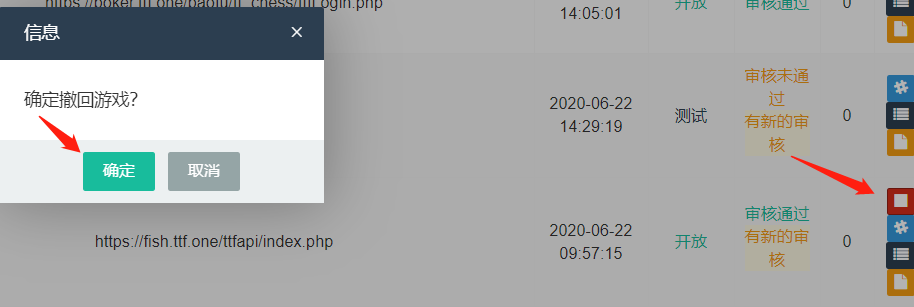 https://poker.ttf.one/baofu/ttf_chess/ttfLogin.php
14:05:01
开放
审核通过
0
信息
×
确定撤回游戏?
确定
取消
2020-06-22
14:29:19
测试
审核未通
过
有新的审
核
0
https://fish.ttf.one/ttfapi/index.php
2020-06-22
09:57:15
开放
审核通过
有新的审
核
0